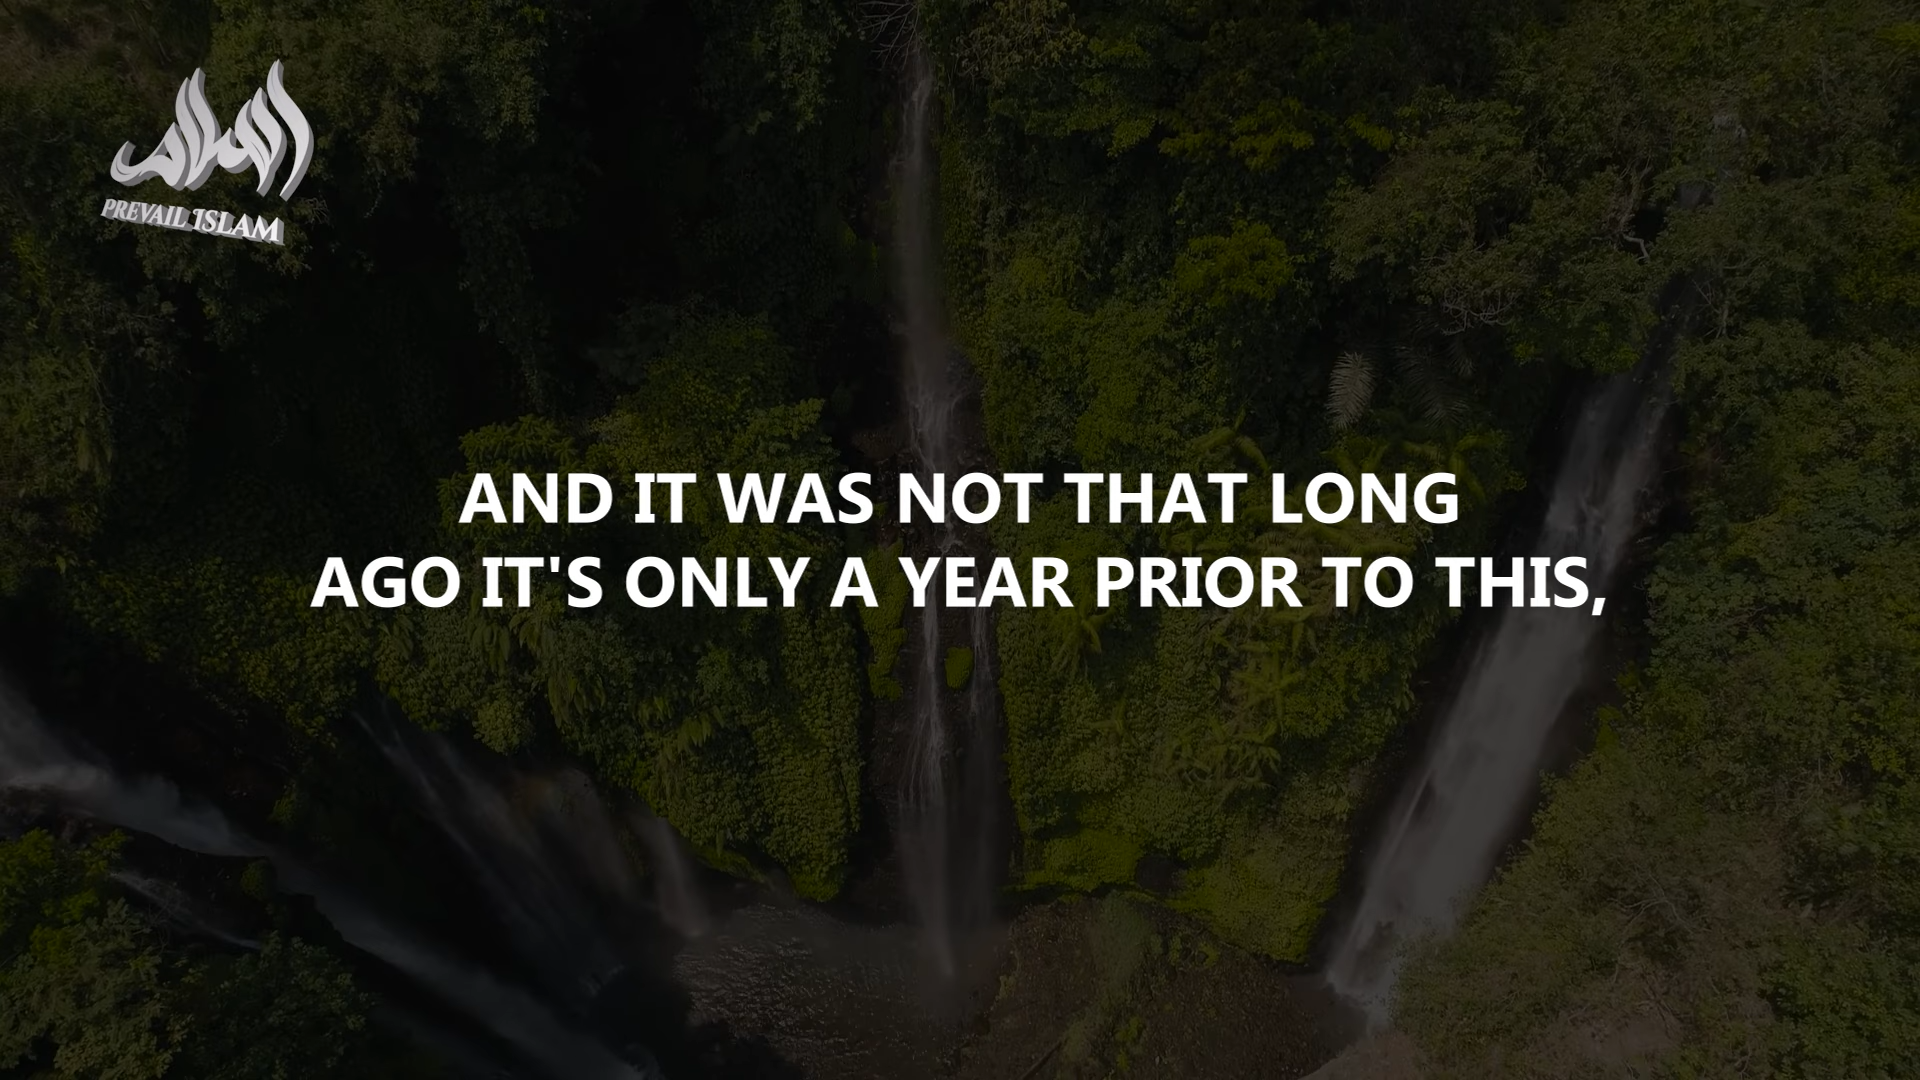 PREVAIL ISLAM
AND IT WAS NOT THAT LONG
AGO IT'S ONLY A YEAR PRIOR TO THIS,